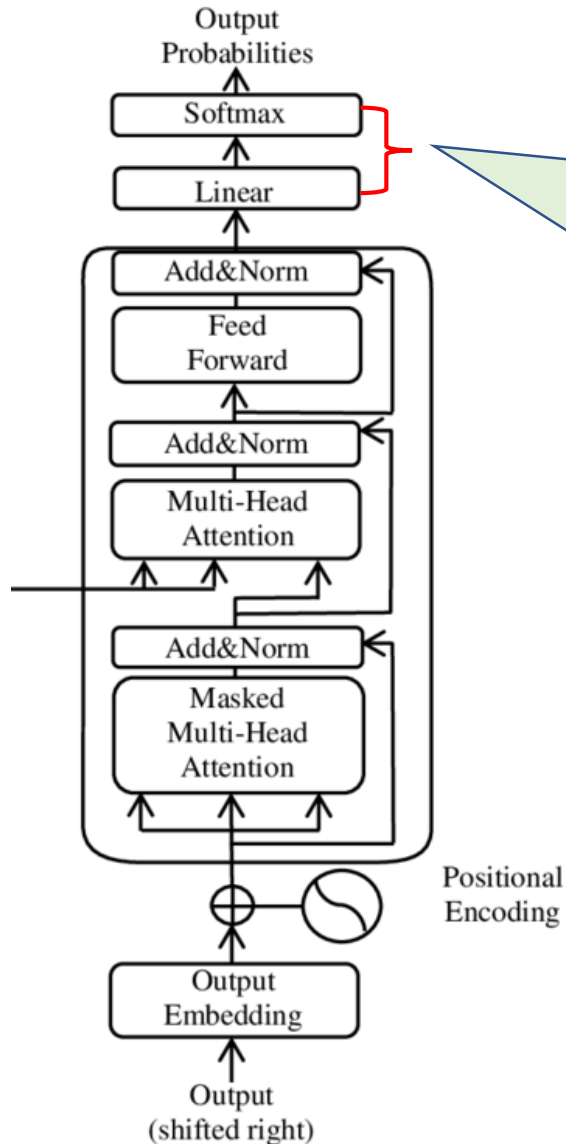 Output
Probabilities
Softmax
Linear
Add&Norm
Feed
Forward
Add&Norm
Multi-Head
Attention
Add&Norm
Masked
Multi-Head
Attention
Positional
Encoding
Output
Embedding
Output
(shifted right)